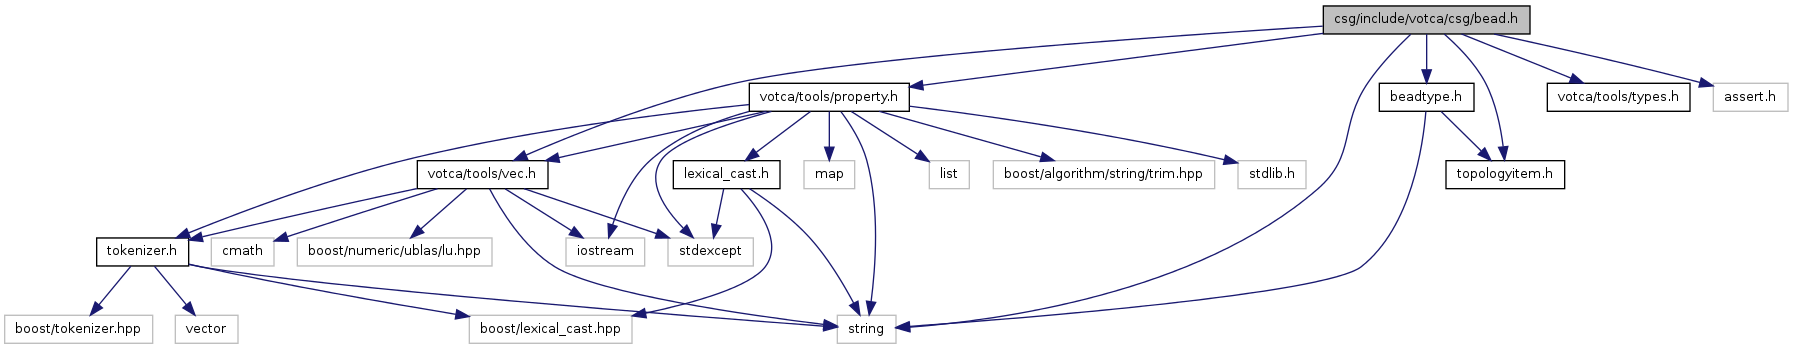 csg/include/votca/csg/bead.h
votca/tools/property.h
beadtype.h
votca/tools/types.h
assert.h
votca/tools/vec.h
lexical_cast.h
map
list
boost/algorithm/string/trim.hpp
stdlib.h
topologyitem.h
tokenizer.h
cmath
boost/numeric/ublas/lu.hpp
iostream
stdexcept
boost/tokenizer.hpp
vector
boost/lexical_cast.hpp
string